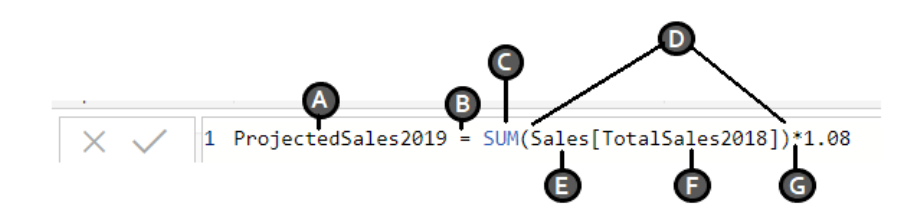 D
C
A
B
1 ProjectedSales2019 = SUM(Sales[TotalSales2018])*1.08
E
F
G